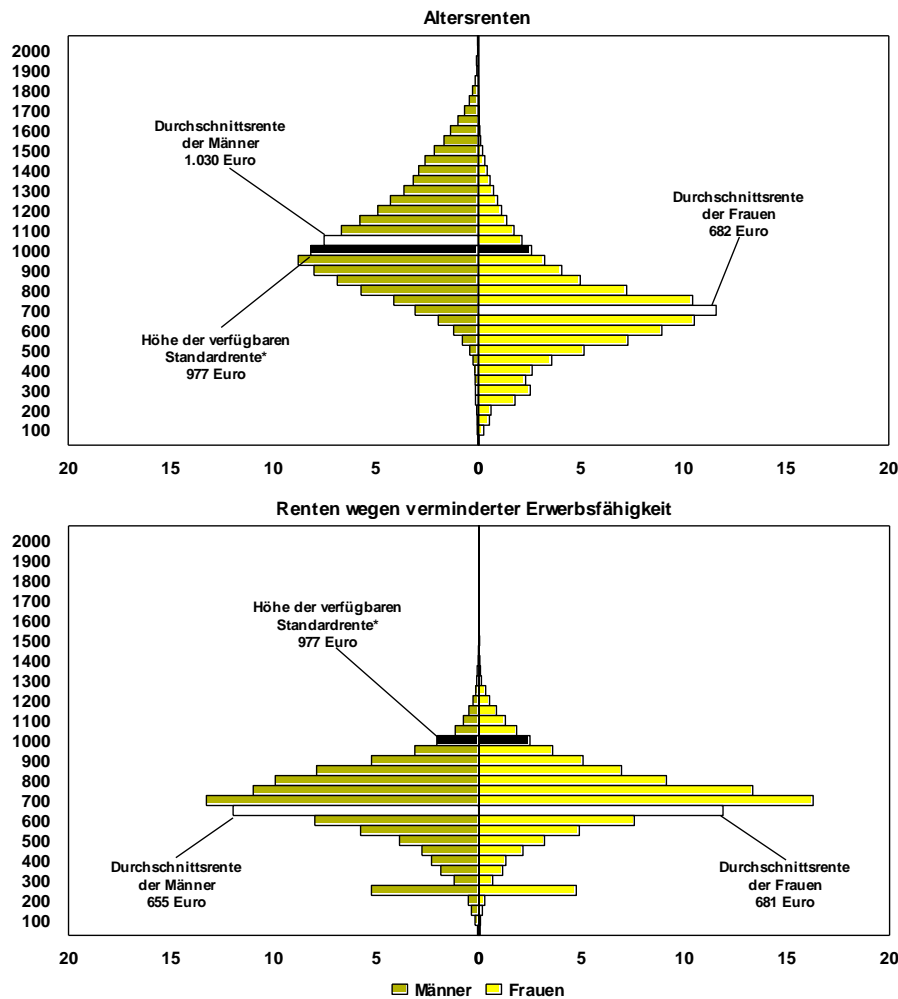 Altersrenten
2000
1900
1800
1700
1600
1500
1400
1300
1200
1100
1000
900
800
700
600
500
400
300
200
100
Durchschnittsrente
der Männer
1.030 Euro
Durchschnittsrente
der Frauen
682 Euro
Höhe der verfügbaren
Standardrente*
977 Euro
20 15 10 5 0 5 10 15 20
Renten wegen verminderter Erwerbsfähigkeit
2000
1900
1800
1700
1600
1500
1400
1300
1200
1100
1000
900
800
700
600
500
400
300
200
100
Höhe der verfügbaren
Standardrente*
977 Euro
Durchschnittsrente
der Männer
655 Euro
Durchschnittsrente
der Frauen
681 Euro
20 15 10 5 0 5 10 15 20
Männer Frauen